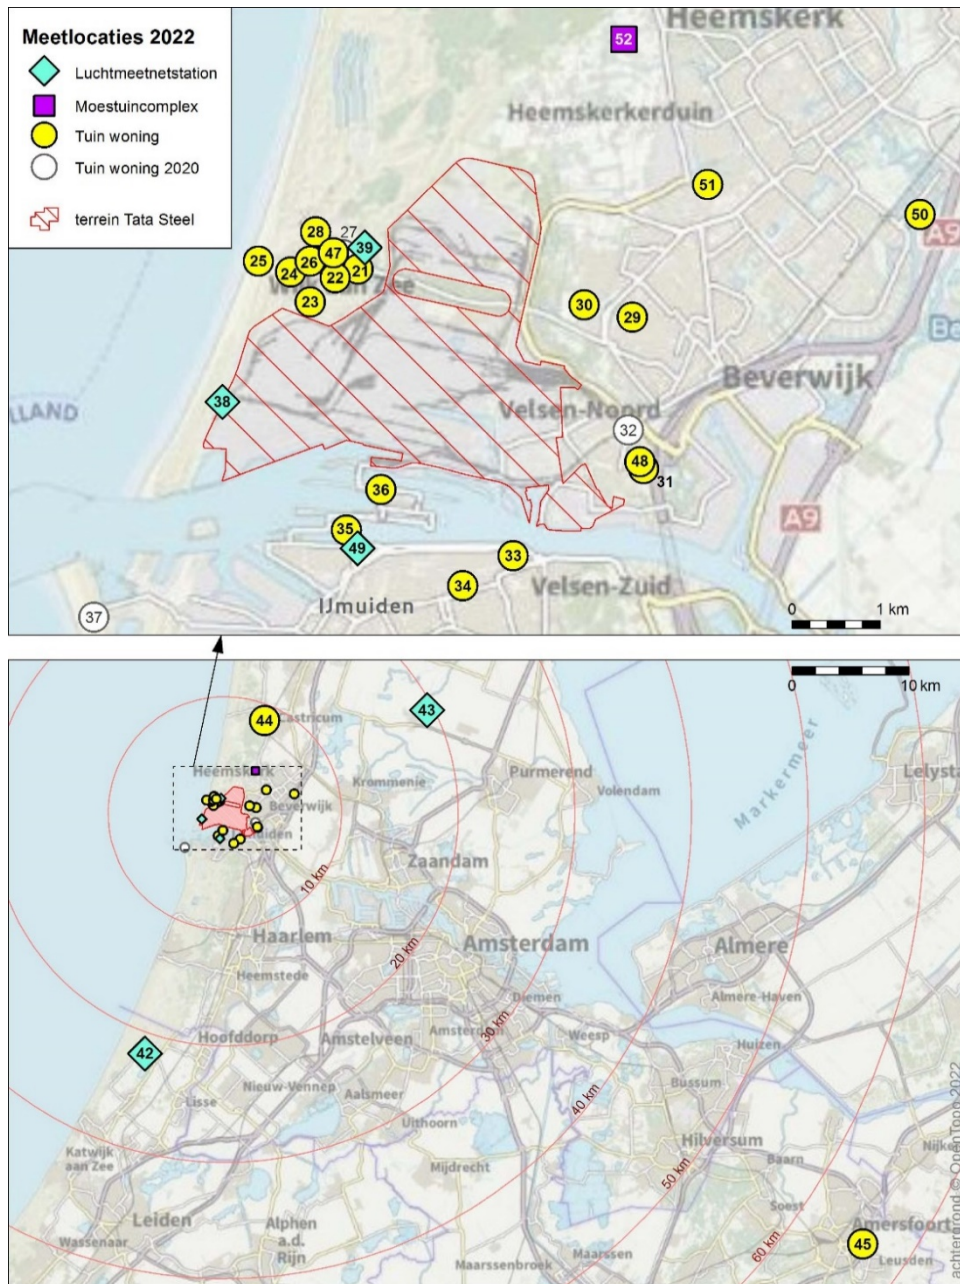 Meetlocaties 2022
Luchtmeetnetstation
Moestuincomplex
Tuin woning
Tuin woning 2020
terrein Tata Steel
Heemskerk
52
Heemskerkerduin
51
50
A9
28
27
39
47
25
26
24
22
21
23
30
29
Beverwijk
38
LLAND
Velsen-Noord
32
48
31
36
A9
35
49
33
34
Velsen-Zuid
IJmuiden
37
0 1 km
0 10 km
44
Castricum
43
Heemskerk
Beverwijk
Krommenie
Purmerend
Volendam
Markermeer
Lelysta
Zaandam
10 km
Haarlem
Heemstede
20 km
Amsterdam
Almere
Diemen
Almere-Haven
30 km
Weesp
Huizen
Hoofddorp
Amstelveen
42
Nieuw-Vennep
Aalsmeer
Lisse
Uithoorn
40 km
Bussum
Hilversum
Baarn
Katwijk
aan Zee
Mijdrecht
50 km
Soest
Leiden
Wassenaar
Alphen
a.d.
Rijn
Maarssenbroek
Maarssen
60 km
Amersfoort
45
Leusden
achtergrond © OpenTopo 2022